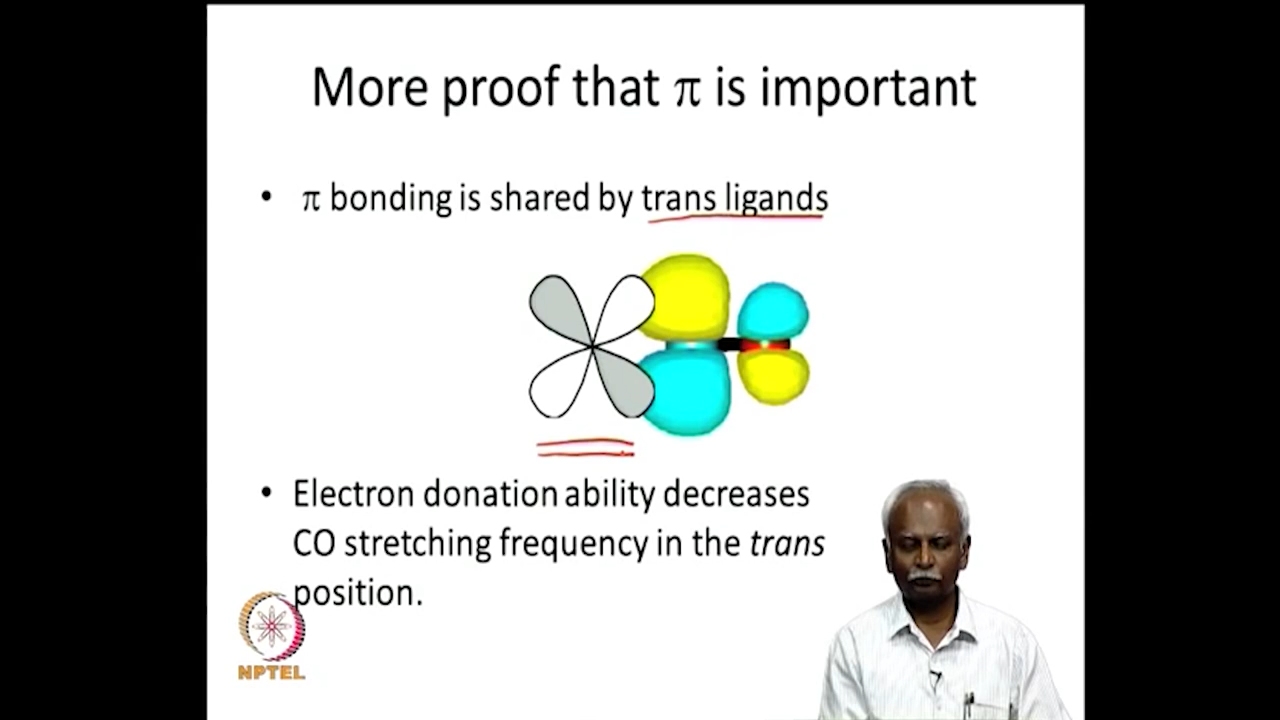 More proof that π is important
• π bonding is shared by trans ligands
• Electron donation ability decreases
CO stretching frequency in the trans
position.
NPTEL